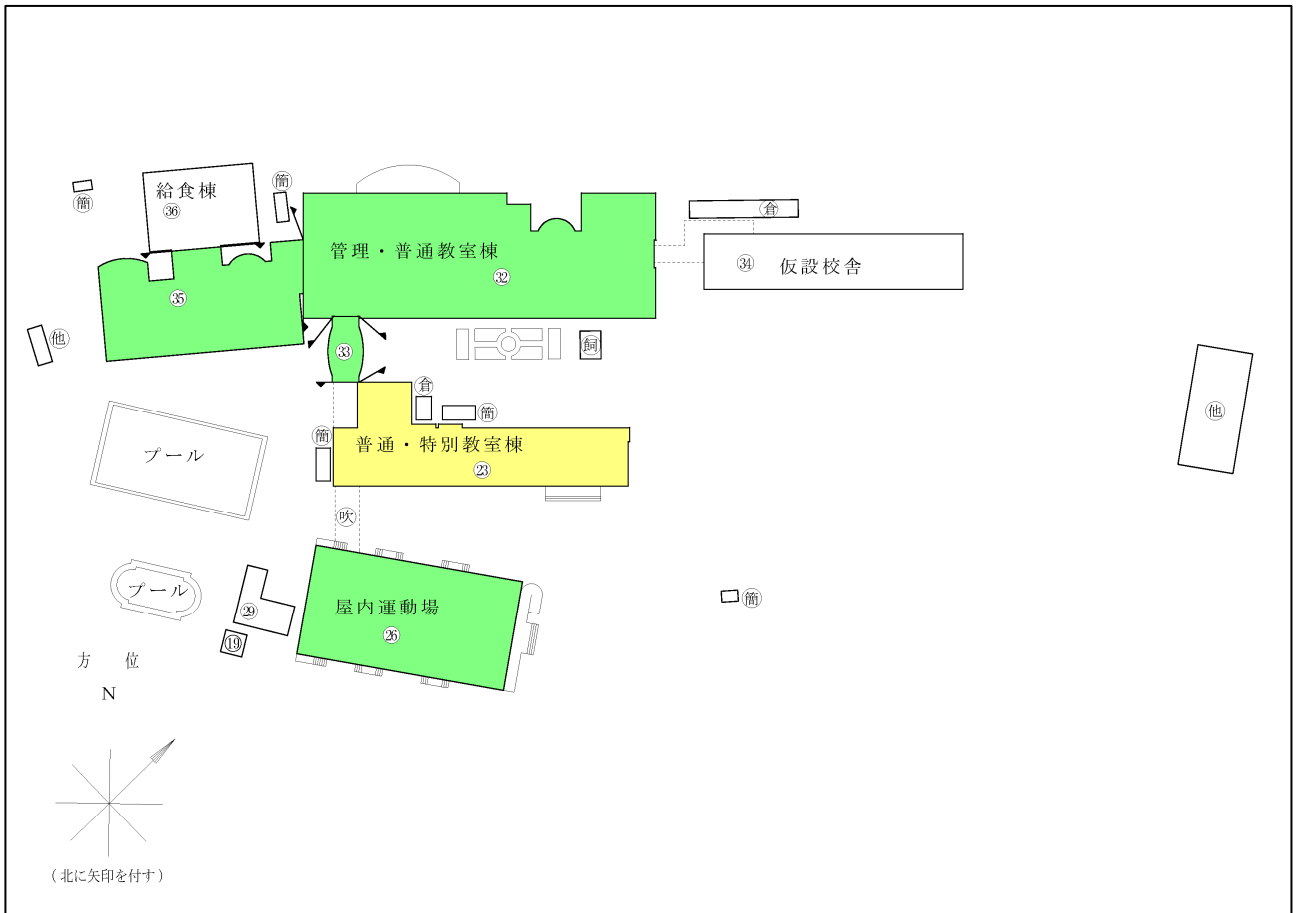 給食棟
㊱
簡
簡
管理・普通教室棟
㉜
倉
㉞
仮設校舎
㉟
他
㉝
飼
倉
簡
他
簡
プール
普通・特別教室棟
㉓
吹
プール
㉙
⑲
屋内運動場
㉖
簡
方 位
N
(北に矢印を付す)